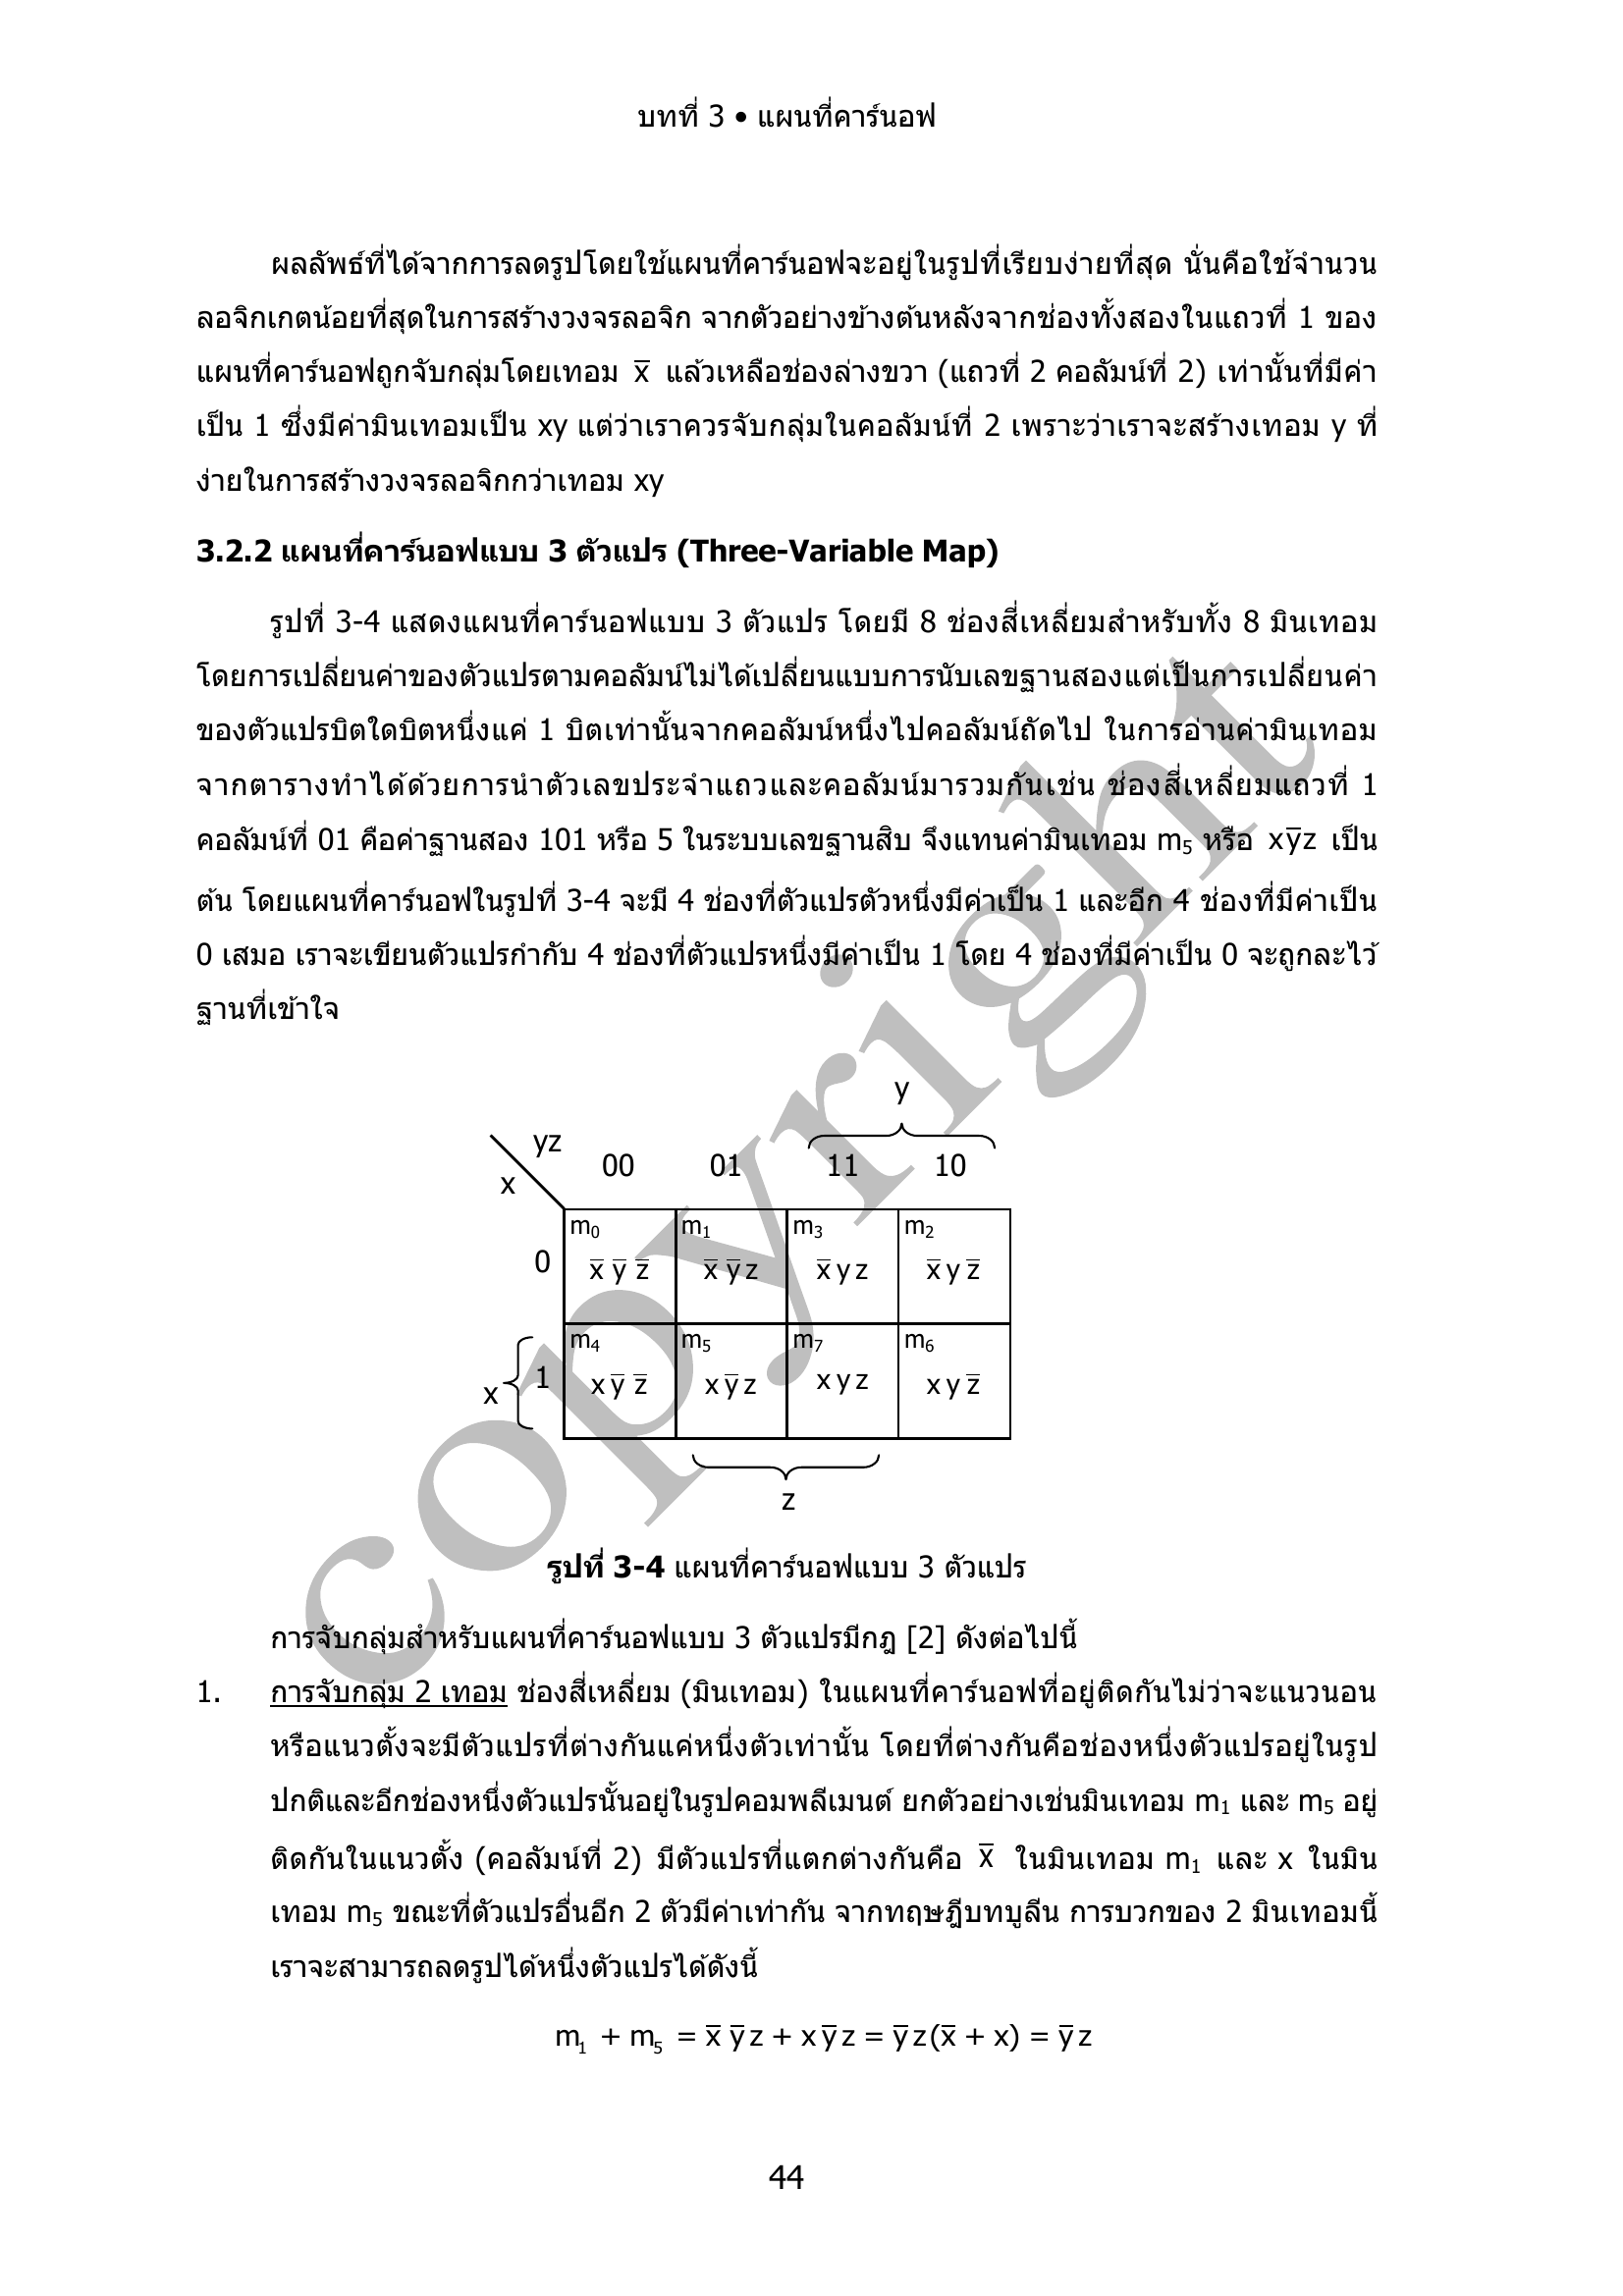 บทที่ 3 • แผนที่คาร์นอฟ
ผลลัพธ์ที่ได้จากการลดรูปโดยใช้แผนที่คาร์นอฟจะอยู่ในรูปที่เรียบง่ายที่สุด นั่นคือใช้จำนวน
ลอจิกเกตน้อยที่สุดในการสร้างวงจรลอจิก จากตัวอย่างข้างต้นหลังจากช่องทั้งสองในแถวที่ 1 ของ
แผนที่คาร์นอฟถูกจับกลุ่มโดยเทอม x̅ แล้วเหลือช่องล่างขวา (แถวที่ 2 คอลัมน์ที่ 2) เท่านั้นที่มีค่า
เป็น 1 ซึ่งมีค่ามินเทอมเป็น xy แต่ว่าเราควรจับกลุ่มในคอลัมน์ที่ 2 เพราะว่าเราจะสร้างเทอม y ที่
ง่ายในการสร้างวงจรลอจิกกว่าเทอม xy
3.2.2 แผนที่คาร์นอฟแบบ 3 ตัวแปร (Three-Variable Map)
รูปที่ 3-4 แสดงแผนที่คาร์นอฟแบบ 3 ตัวแปร โดยมี 8 ช่องสี่เหลี่ยมสำหรับทั้ง 8 มินเทอม
โดยการเปลี่ยนค่าของตัวแปรตามคอลัมน์ไม่ได้เปลี่ยนแบบการนับเลขฐานสองแต่เป็นการเปลี่ยนค่า
ของตัวแปรบิตใดบิตหนึ่งแค่ 1 บิตเท่านั้นจากคอลัมน์หนึ่งไปคอลัมน์ถัดไป ในการอ่านค่ามินเทอม
จากตารางทำได้ด้วยการนำตัวเลขประจำแถวและคอลัมน์มารวมกันเช่น ช่องสี่เหลี่ยมแถวที่ 1
คอลัมน์ที่ 01 คือค่าฐานสอง 101 หรือ 5 ในระบบเลขฐานสิบ จึงแทนค่ามินเทอม m₅ หรือ xy̅z เป็น
ต้น โดยแผนที่คาร์นอฟในรูปที่ 3-4 จะมี 4 ช่องที่ตัวแปรตัวหนึ่งมีค่าเป็น 1 และอีก 4 ช่องที่มีค่าเป็น
0 เสมอ เราจะเขียนตัวแปรกำกับ 4 ช่องที่ตัวแปรหนึ่งมีค่าเป็น 1 โดย 4 ช่องที่มีค่าเป็น 0 จะถูกละไว้
ฐานที่เข้าใจ
y
yz 00 01 11 10
x
m₀ m₁ m₃ m₂
0 x̅ y̅ z̅ x̅ y̅ z x̅ y z x̅ y z̅
m₄ m₅ m₇ m₆
x 1 x y̅ z̅ x y̅ z x y z x y z̅
z
รูปที่ 3-4 แผนที่คาร์นอฟแบบ 3 ตัวแปร
การจับกลุ่มสำหรับแผนที่คาร์นอฟแบบ 3 ตัวแปรมีกฎ [2] ดังต่อไปนี้
1. การจับกลุ่ม 2 เทอม ช่องสี่เหลี่ยม (มินเทอม) ในแผนที่คาร์นอฟที่อยู่ติดกันไม่ว่าจะแนวนอน
หรือแนวตั้งจะมีตัวแปรที่ต่างกันแค่หนึ่งตัวเท่านั้น โดยที่ต่างกันคือช่องหนึ่งตัวแปรอยู่ในรูป
ปกติและอีกช่องหนึ่งตัวแปรนั้นอยู่ในรูปคอมพลีเมนต์ ยกตัวอย่างเช่นมินเทอม m₁ และ m₅ อยู่
ติดกันในแนวตั้ง (คอลัมน์ที่ 2) มีตัวแปรที่แตกต่างกันคือ x̅ ในมินเทอม m₁ และ x ในมิน
เทอม m₅ ขณะที่ตัวแปรอื่นอีก 2 ตัวมีค่าเท่ากัน จากทฤษฎีบทบูลีน การบวกของ 2 มินเทอมนี้
เราจะสามารถลดรูปได้หนึ่งตัวแปรได้ดังนี้
m₁ + m₅ = x̅ y̅ z + x y̅ z = y̅ z(x̅ + x) = y̅ z
44
copyright